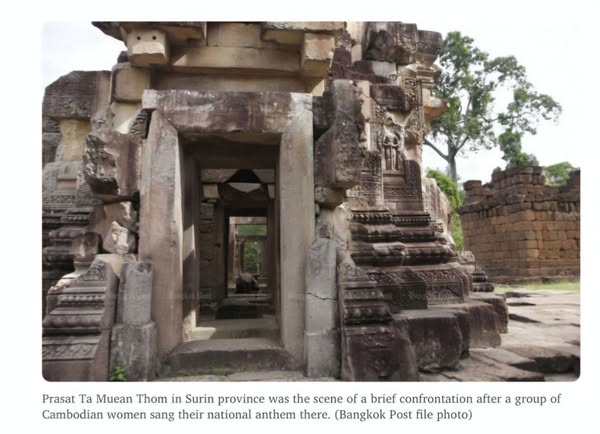 Prasat Ta Muean Thom in Surin province was the scene of a brief confrontation after a group of
Cambodian women sang their national anthem there. (Bangkok Post file photo)